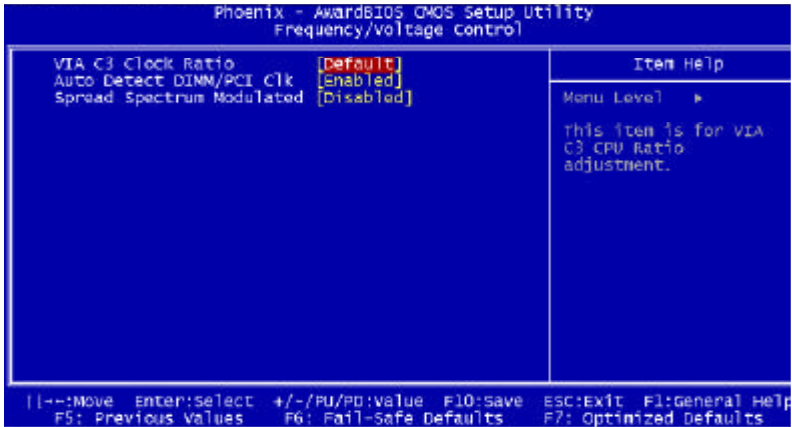 Phoenix - AwardBIOS CMOS Setup Utility
Frequency/Voltage Control
VIA C3 Clock Ratio [Default]
Auto Detect DIMM/PCI Clk [Enabled]
Spread Spectrum Modulated [Disabled]
Item Help
Menu Level ▶
This item is for VIA
C3 CPU Ratio
adjustment.
||--:Move Enter:Select +/-/PU/PD:Value F10:Save ESC:Exit F1:General Help
F5: Previous Values F6: Fail-Safe Defaults F7: Optimized Defaults